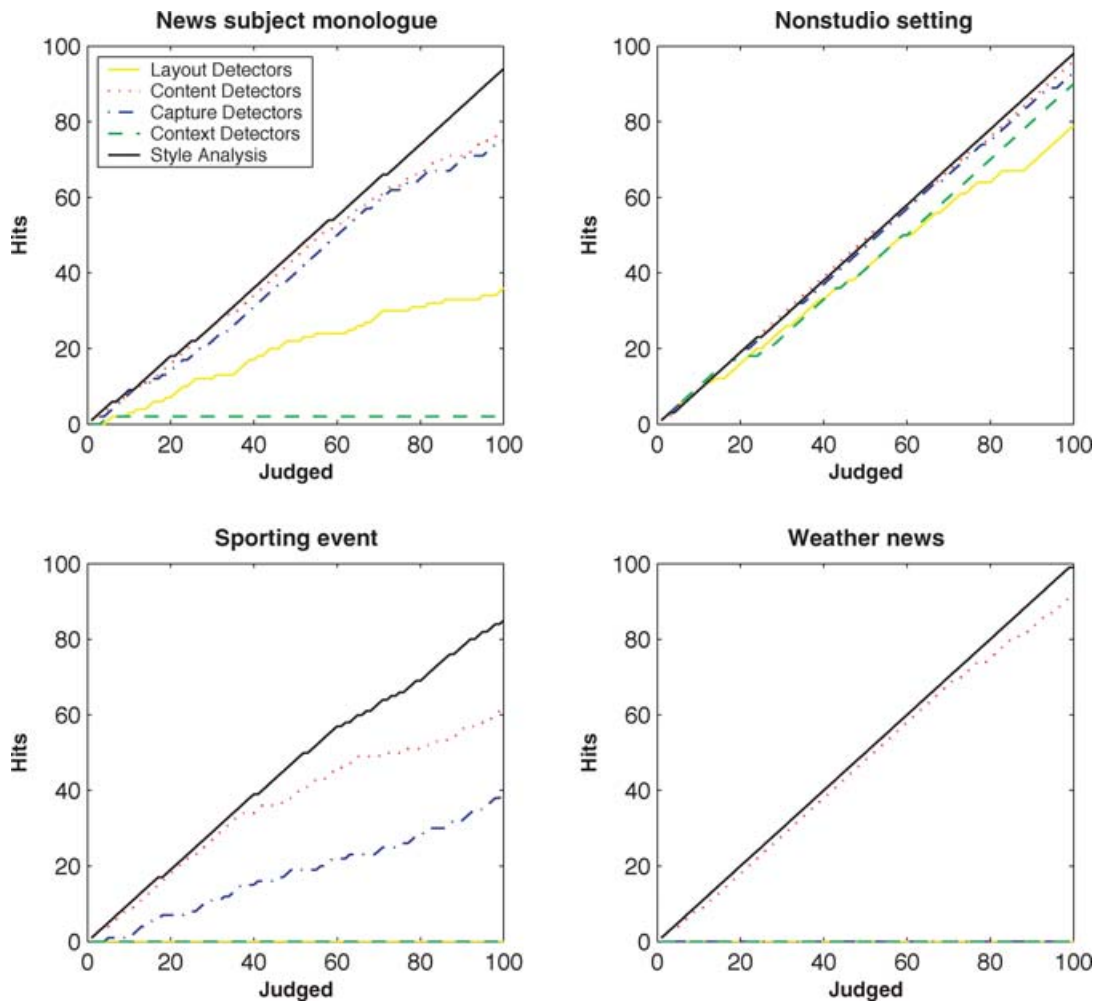 News subject monologue
100
80
60
40
20
0
Hits
Layout Detectors
Content Detectors
Capture Detectors
Context Detectors
Style Analysis
0 20 40 60 80 100
Judged
Nonstudio setting
100
80
60
40
20
0
Hits
0 20 40 60 80 100
Judged
Sporting event
100
80
60
40
20
0
Hits
0 20 40 60 80 100
Judged
Weather news
100
80
60
40
20
0
Hits
0 20 40 60 80 100
Judged